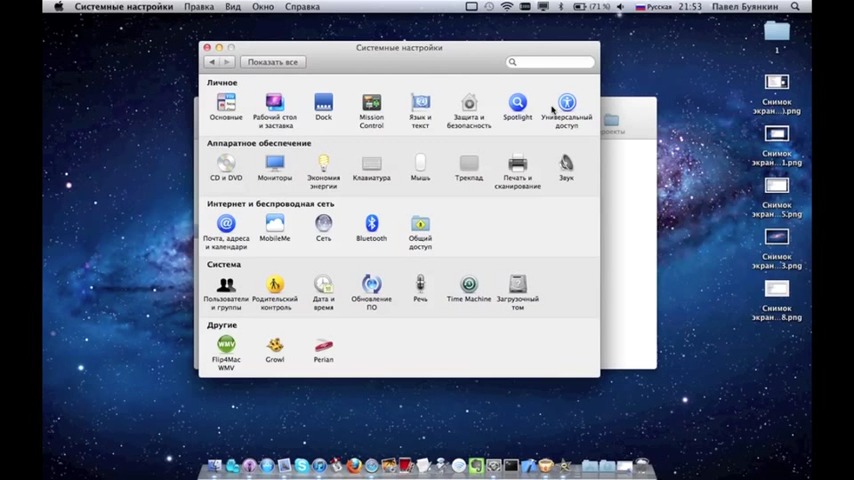 Системные настройки Правка Вид Окно Справка (71 %) Русская 21:53 Павел Буянкин
Системные настройки
Показать все
Личное
Основные
Рабочий стол и заставка
Dock
Mission Control
Язык и текст
Защита и безопасность
Spotlight
Универсальный доступ
Аппаратное обеспечение
CD и DVD
Мониторы
Экономия энергии
Клавиатура
Мышь
Трекпад
Печать и сканирование
Звук
Интернет и беспроводная сеть
Почта, адреса и календари
MobileMe
Сеть
Bluetooth
Общий доступ
Система
Пользователи и группы
Родительский контроль
Дата и время
Обновление ПО
Речь
Time Machine
Загрузочный том
Другие
WMV
Flip4Mac WMV
Growl
Perian
1
Снимок
экран...).png
Снимок
экран...1.png
Снимок
экран...5.png
Снимок
экран...3.png
Снимок
экран...8.png